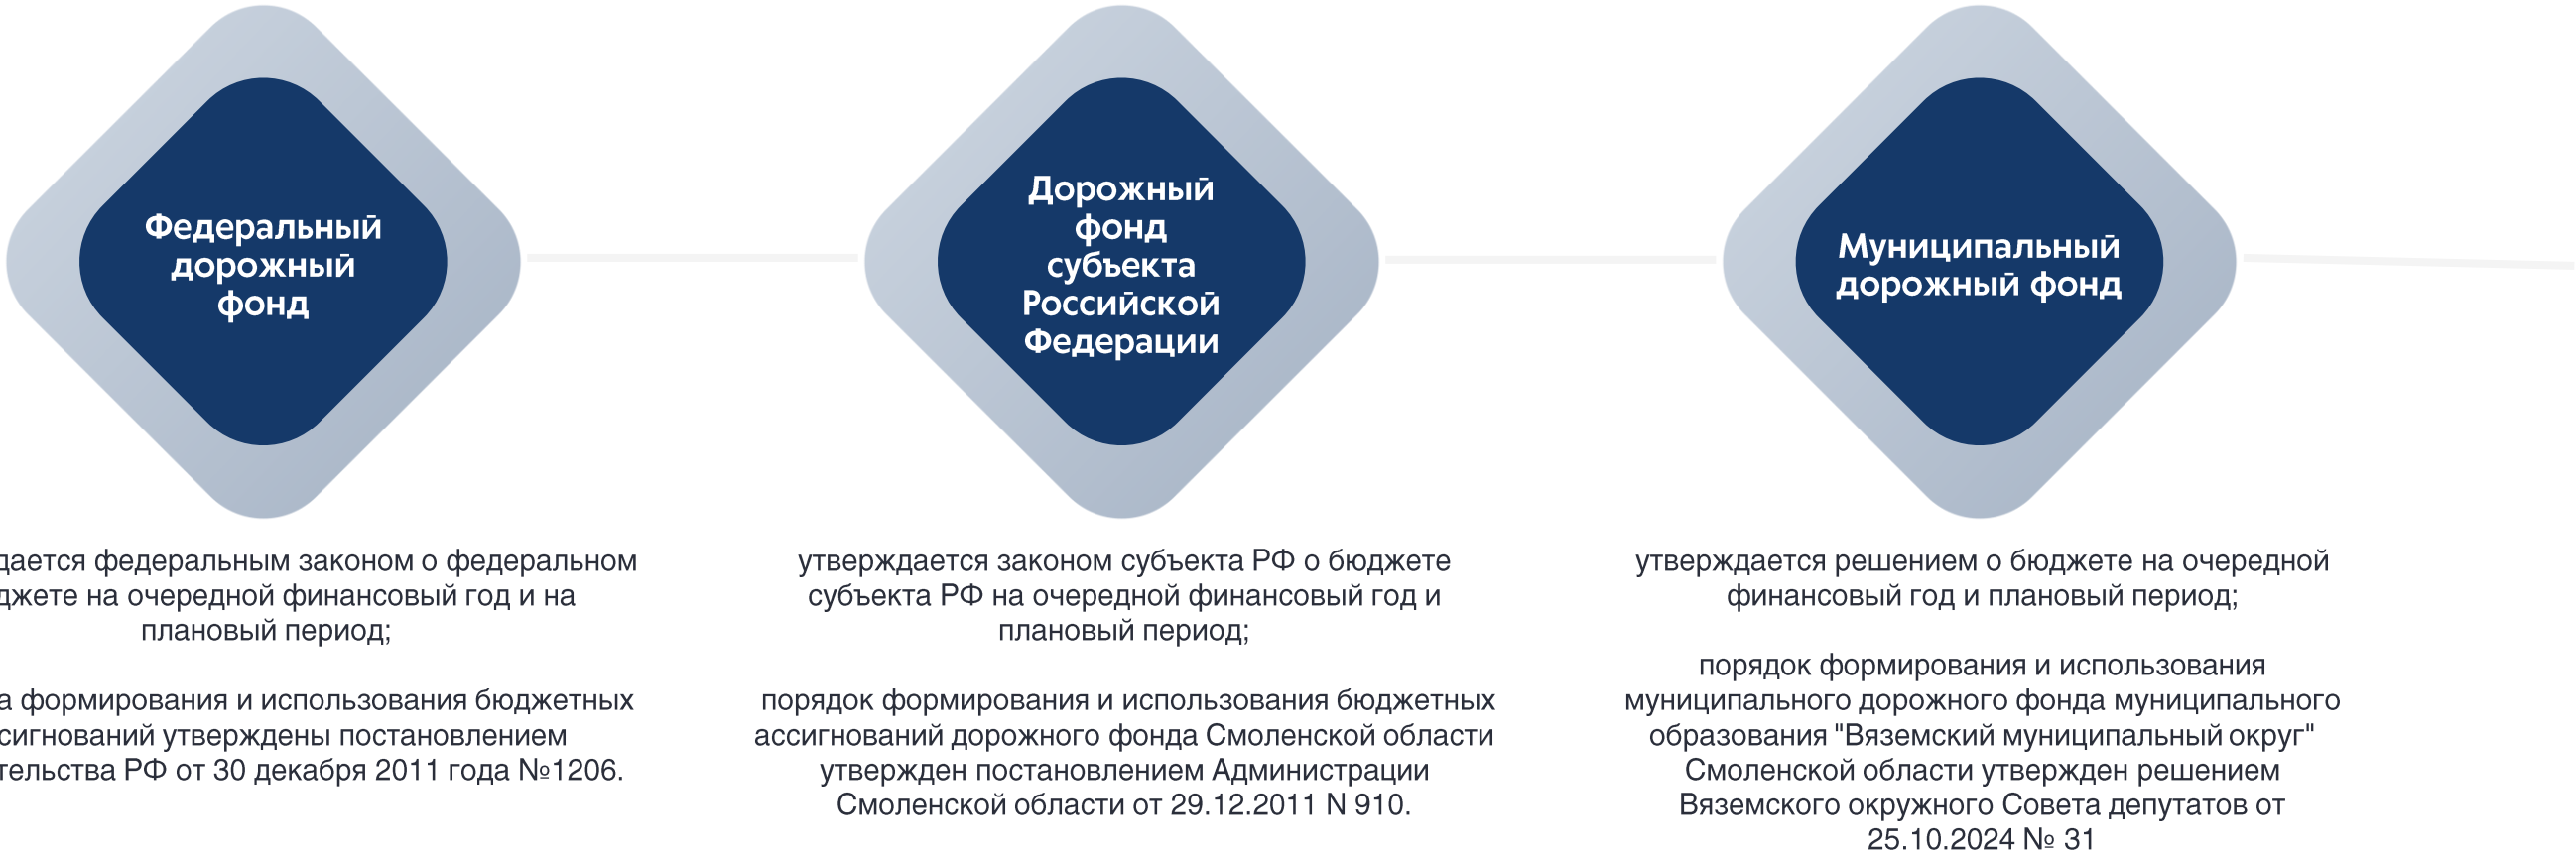 Федеральный
дорожный
фонд
дается федеральным законом о федеральном
джете на очередной финансовый год и на
плановый период;
а формирования и использования бюджетных
сигнований утверждены постановлением
тельства РФ от 30 декабря 2011 года №1206.
Дорожный
фонд
субъекта
Российской
Федерации
утверждается законом субъекта РФ о бюджете
субъекта РФ на очередной финансовый год и
плановый период;
порядок формирования и использования бюджетных
ассигнований дорожного фонда Смоленской области
утвержден постановлением Администрации
Смоленской области от 29.12.2011 N 910.
Муниципальный
дорожный фонд
утверждается решением о бюджете на очередной
финансовый год и плановый период;
порядок формирования и использования
муниципального дорожного фонда муниципального
образования "Вяземский муниципальный округ"
Смоленской области утвержден решением
Вяземского окружного Совета депутатов от
25.10.2024 № 31